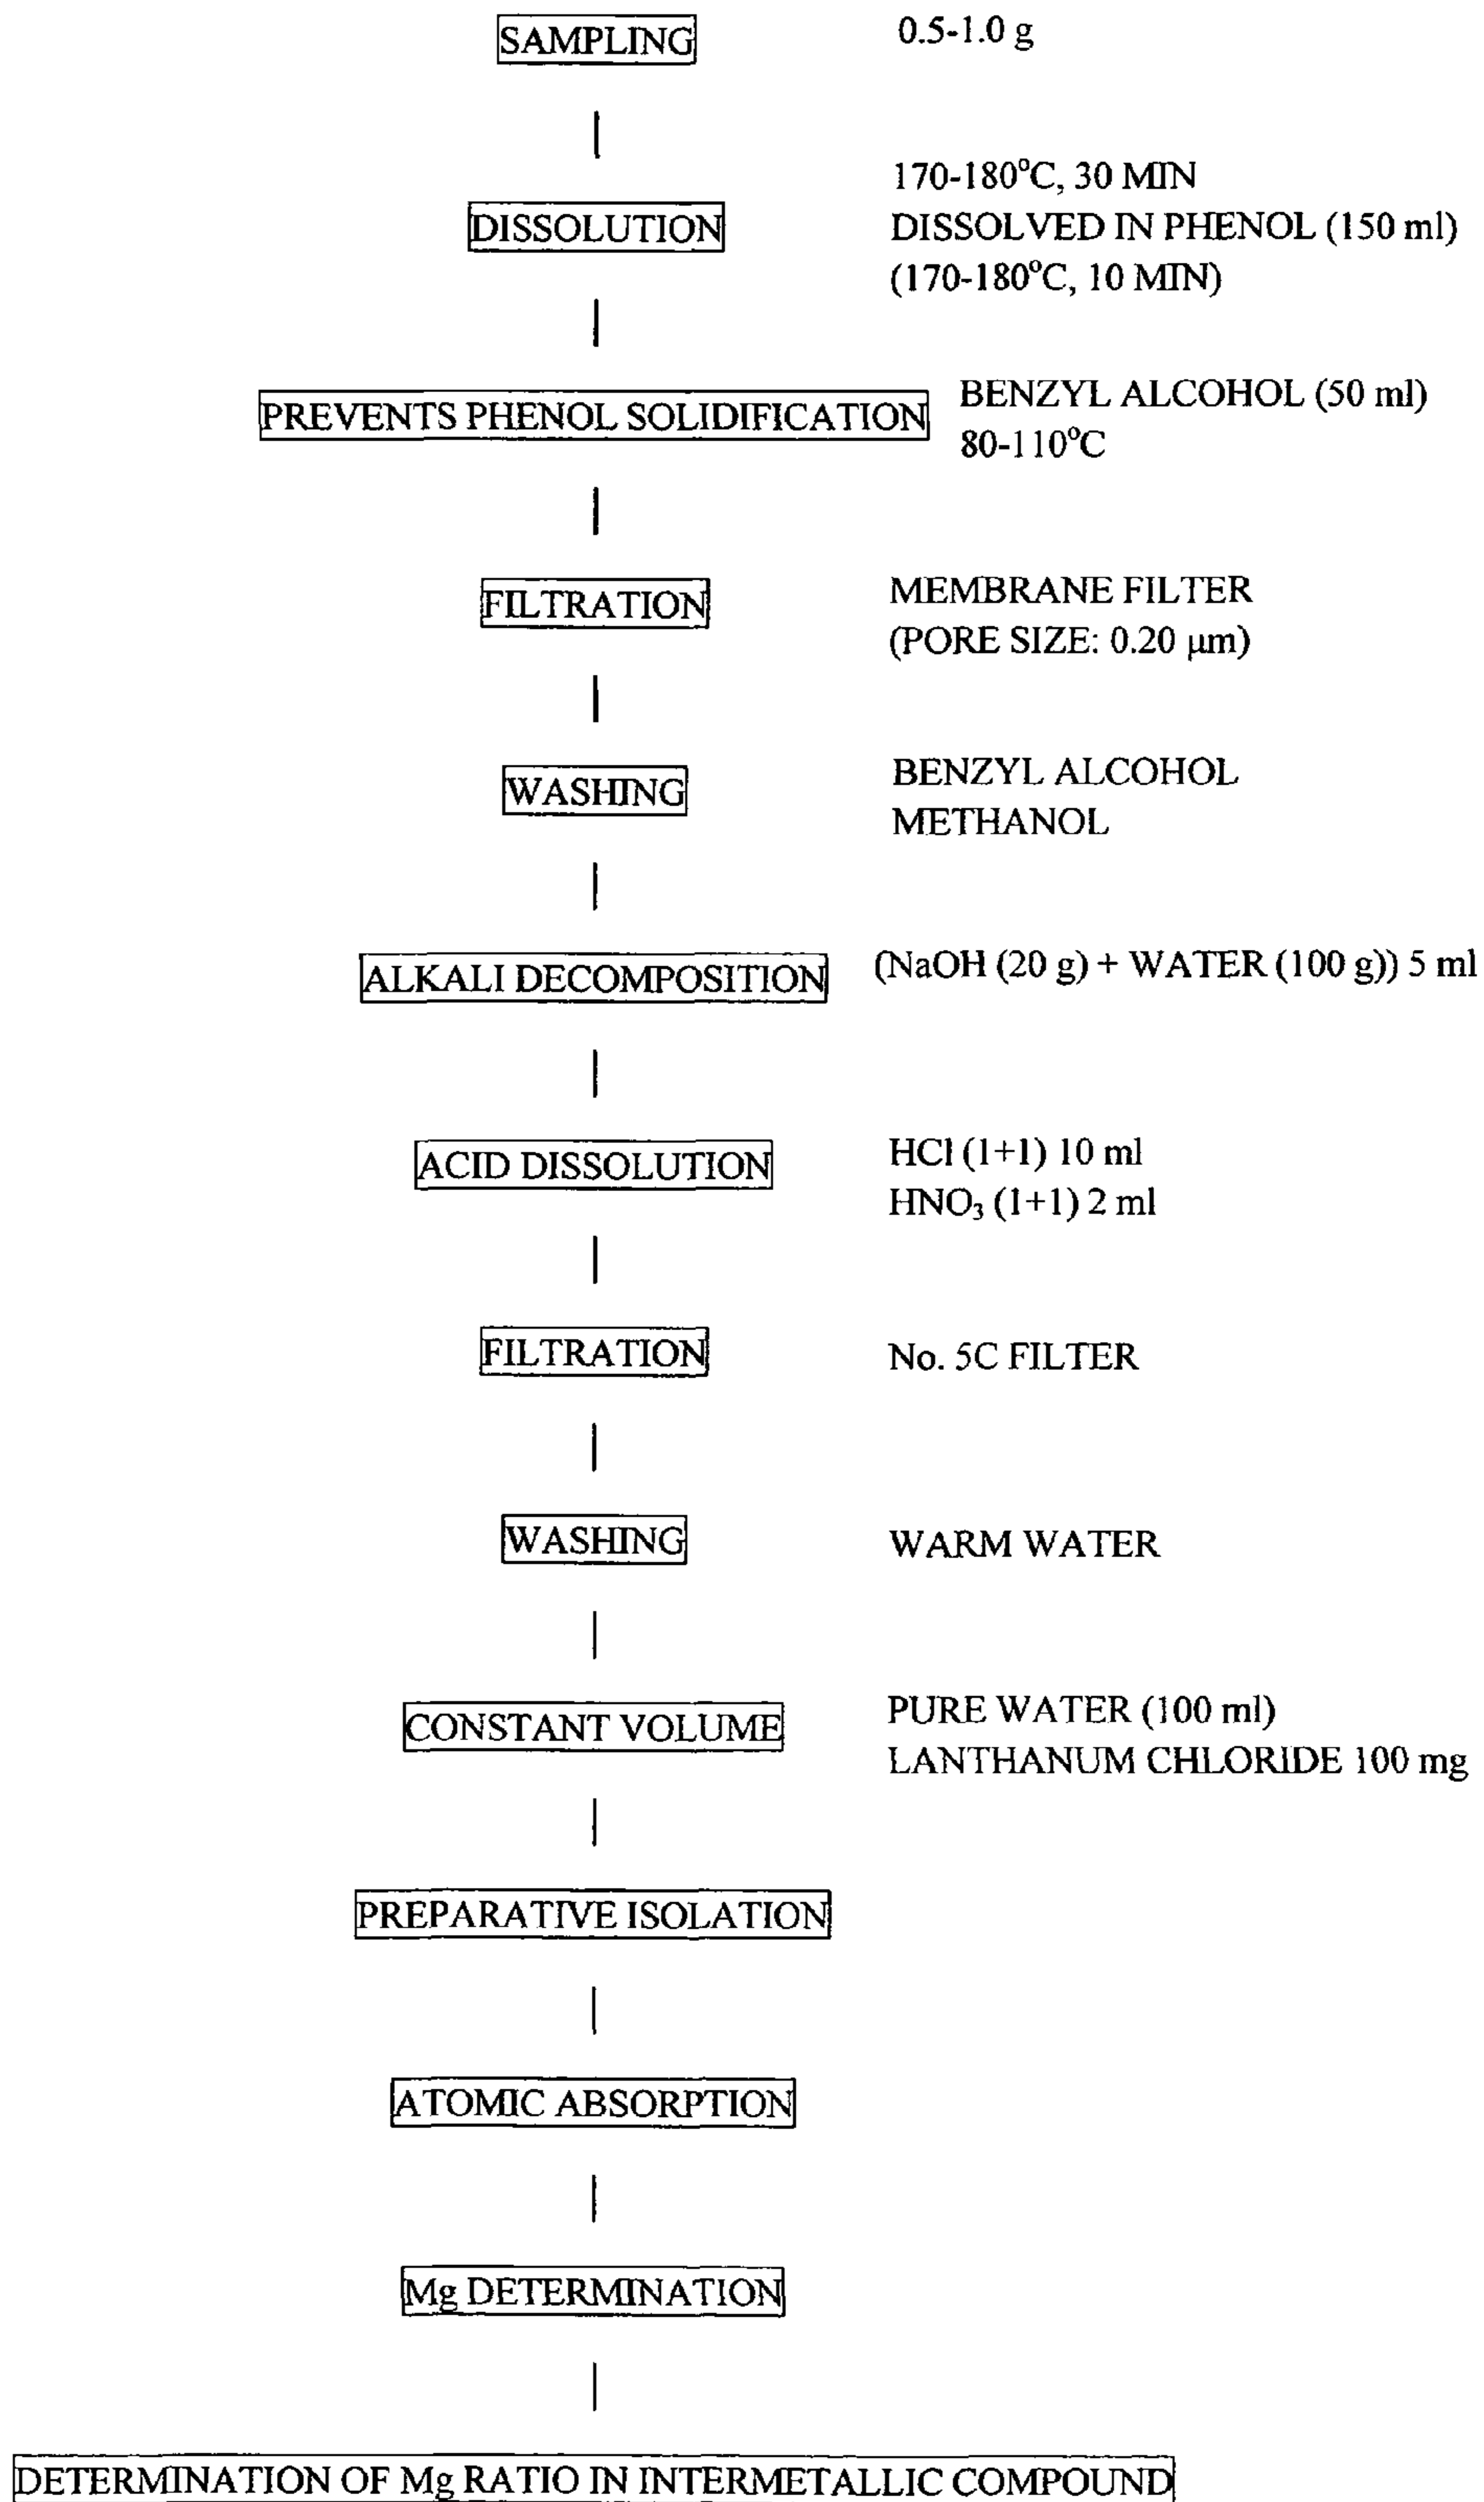 SAMPLING
0.5-1.0 g
DISSOLUTION
170-180°C, 30 MIN
DISSOLVED IN PHENOL (150 ml)
(170-180°C, 10 MIN)
PREVENTS PHENOL SOLIDIFICATION
BENZYL ALCOHOL (50 ml)
80-110°C
FILTRATION
MEMBRANE FILTER
(PORE SIZE: 0.20 μm)
WASHING
BENZYL ALCOHOL
METHANOL
ALKALI DECOMPOSITION
(NaOH (20 g) + WATER (100 g)) 5 ml
ACID DISSOLUTION
HCl (1+1) 10 ml
HNO₃ (1+1) 2 ml
FILTRATION
No. 5C FILTER
WASHING
WARM WATER
CONSTANT VOLUME
PURE WATER (100 ml)
LANTHANUM CHLORIDE 100 mg
PREPARATIVE ISOLATION
ATOMIC ABSORPTION
Mg DETERMINATION
DETERMINATION OF Mg RATIO IN INTERMETALLIC COMPOUND